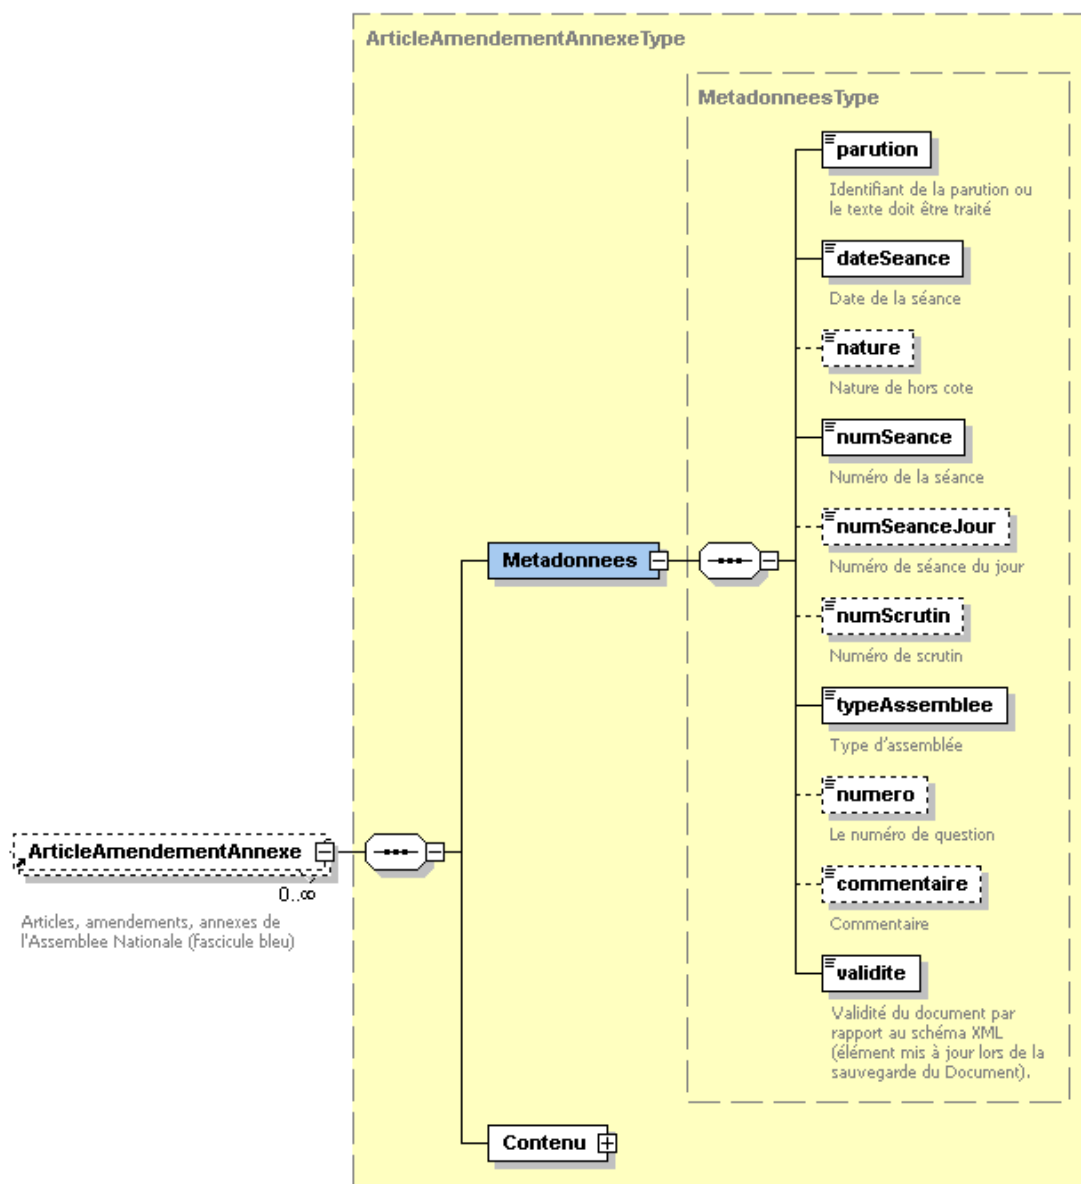 ArticleAmendementAnnexeType
MetadonneesType
parution
Identifiant de la parution ou
le texte doit être traité
dateSeance
Date de la séance
nature
Nature de hors cote
numSeance
Numéro de la séance
numSeanceJour
Numéro de séance du jour
Metadonnees
numScrutin
Numéro de scrutin
typeAssemblee
Type d'assemblée
numero
Le numéro de question
ArticleAmendementAnnexe
0..∞
Articles, amendements, annexes de
l'Assemblee Nationale (fascicule bleu)
commentaire
Commentaire
validite
Validité du document par
rapport au schéma XML
(élément mis à jour lors de la
sauvegarde du Document).
Contenu